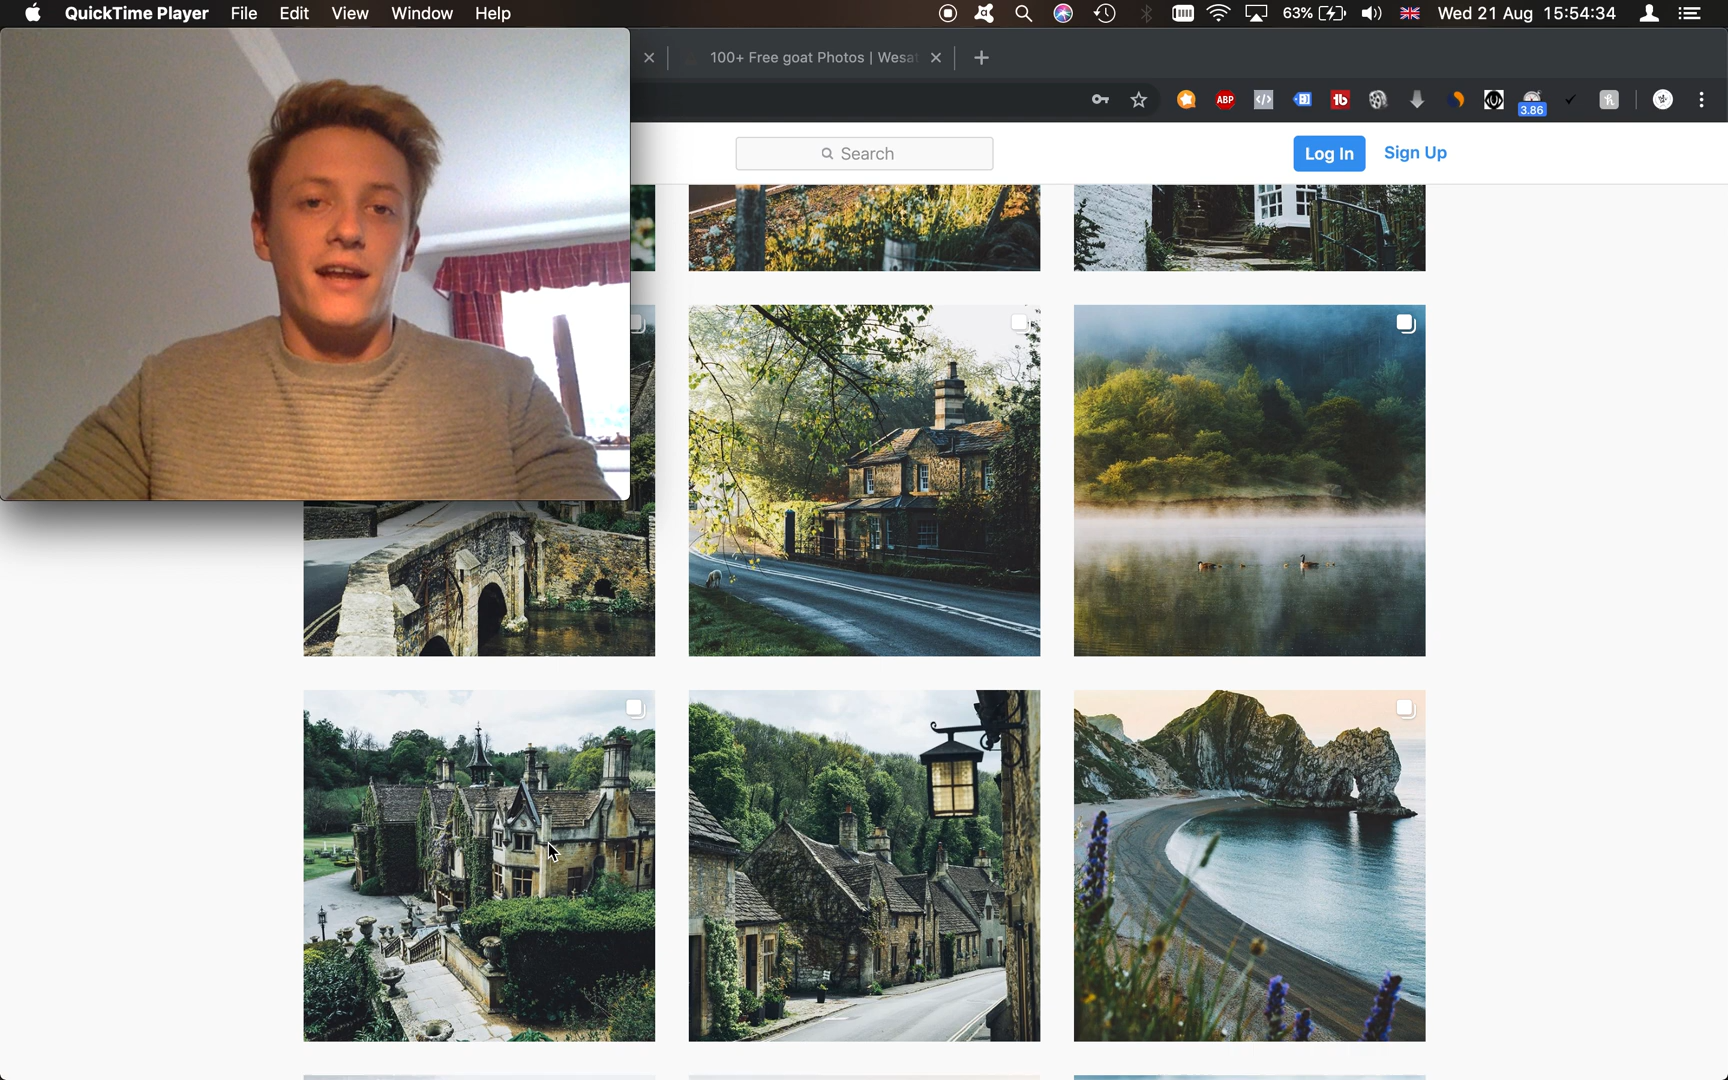 QuickTime Player File Edit View Window Help 63% Wed 21 Aug 15:54:34
100+ Free goat Photos | Wesa
ABP 3.86
Search Log In Sign Up